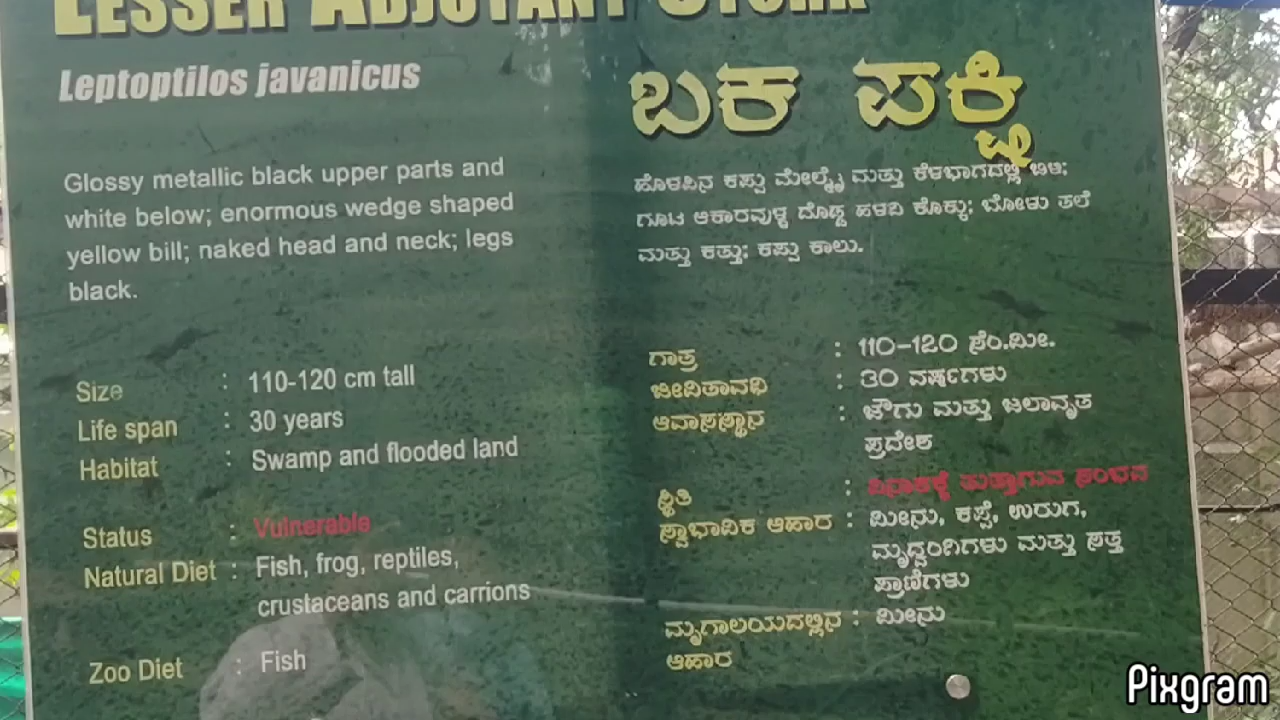 LESSER ADJUTANT STORK
Leptoptilos javanicus
Glossy metallic black upper parts and
white below; enormous wedge shaped
yellow bill; naked head and neck; legs
black.
Size : 110-120 cm tall
Life span : 30 years
Habitat : Swamp and flooded land
Status : Vulnerable
Natural Diet : Fish, frog, reptiles,
crustaceans and carrions
Zoo Diet : Fish
ಬಕ ಪಕ್ಷಿ
ಹೊಳಪಿನ ಕಪ್ಪು ಮೇಲ್ಮೈ ಮತ್ತು ಕೆಳಭಾಗದಲ್ಲಿ ಬಿಳಿ;
ಗೂಟ ಆಕಾರವುಳ್ಳ ದೊಡ್ಡ ಹಳದಿ ಕೊಕ್ಕು; ಬೋಳು ತಲೆ
ಮತ್ತು ಕತ್ತು; ಕಪ್ಪು ಕಾಲು.
ಗಾತ್ರ : 110-120 ಸೆಂ.ಮೀ.
ಜೀವಿತಾವಧಿ : 30 ವರ್ಷಗಳು
ಆವಾಸಸ್ಥಾನ : ಜೌಗು ಮತ್ತು ಜಲಾವೃತ
ಪ್ರದೇಶ
ಸ್ಥಿತಿ : ವಿನಾಶಕ್ಕೆ ತುತ್ತಾಗುವ ಸಂಭವ
ಸ್ವಾಭಾವಿಕ ಆಹಾರ : ಮೀನು, ಕಪ್ಪೆ, ಉರುಗ,
ಮೃದ್ವಂಗಿಗಳು ಮತ್ತು ಸತ್ತ
ಪ್ರಾಣಿಗಳು
ಮೃಗಾಲಯದಲ್ಲಿನ : ಮೀನು
ಆಹಾರ
Pixgram